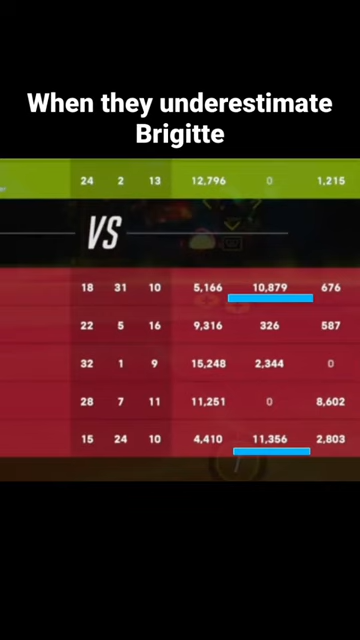 When they underestimate
Brigitte
24 2 13 12,796 0 1,215
VS
18 31 10 5,166 10,879 676
22 5 16 9,316 326 587
32 1 9 15,248 2,344 0
28 7 11 11,251 0 8,602
15 24 10 4,410 11,356 2,803